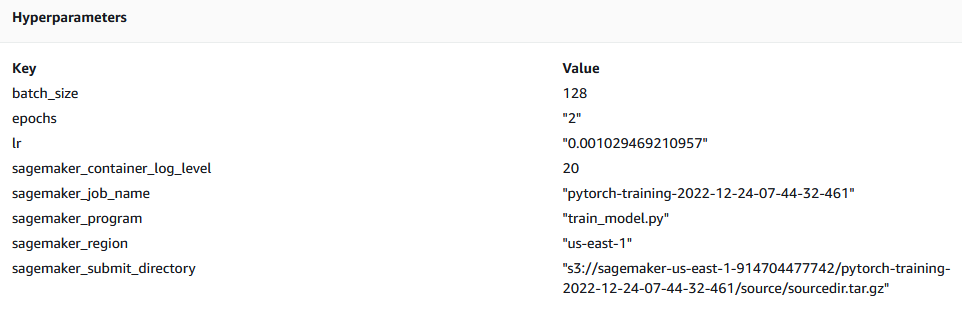 Hyperparameters
Key Value
batch_size 128
epochs "2"
lr "0.001029469210957"
sagemaker_container_log_level 20
sagemaker_job_name "pytorch-training-2022-12-24-07-44-32-461"
sagemaker_program "train_model.py"
sagemaker_region "us-east-1"
sagemaker_submit_directory "s3://sagemaker-us-east-1-914704477742/pytorch-training-
2022-12-24-07-44-32-461/source/sourcedir.tar.gz"